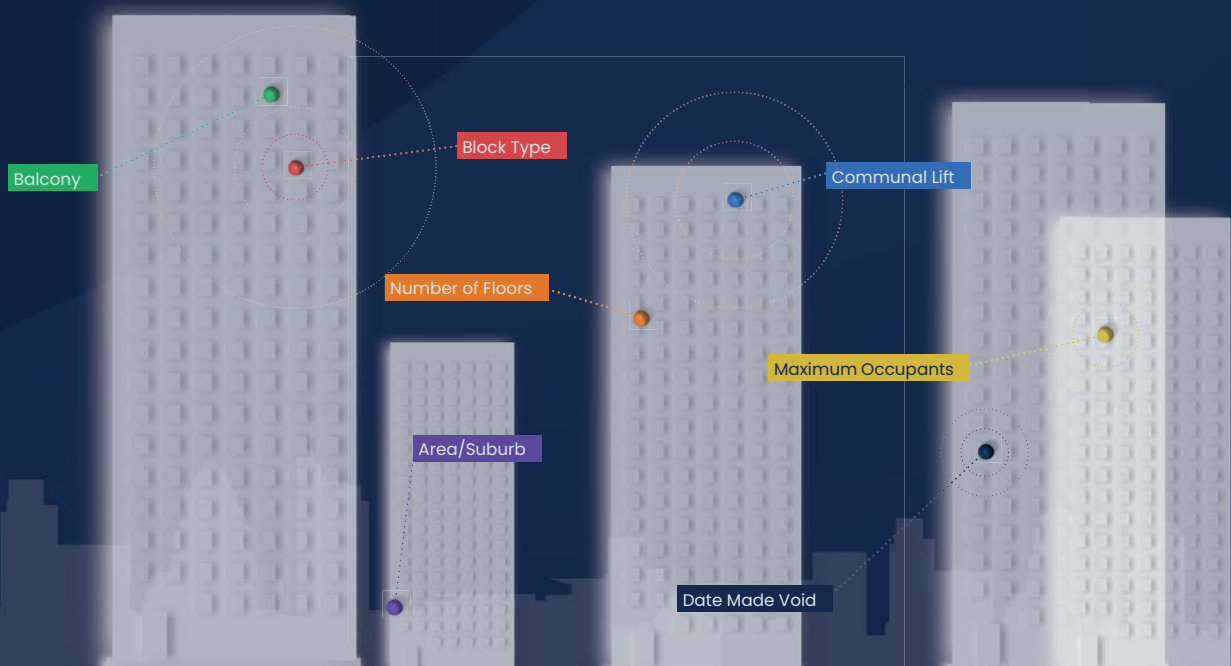 Block Type
Balcony
Communal Lift
Number of Floors
Maximum Occupants
Area/Suburb
Date Made Void